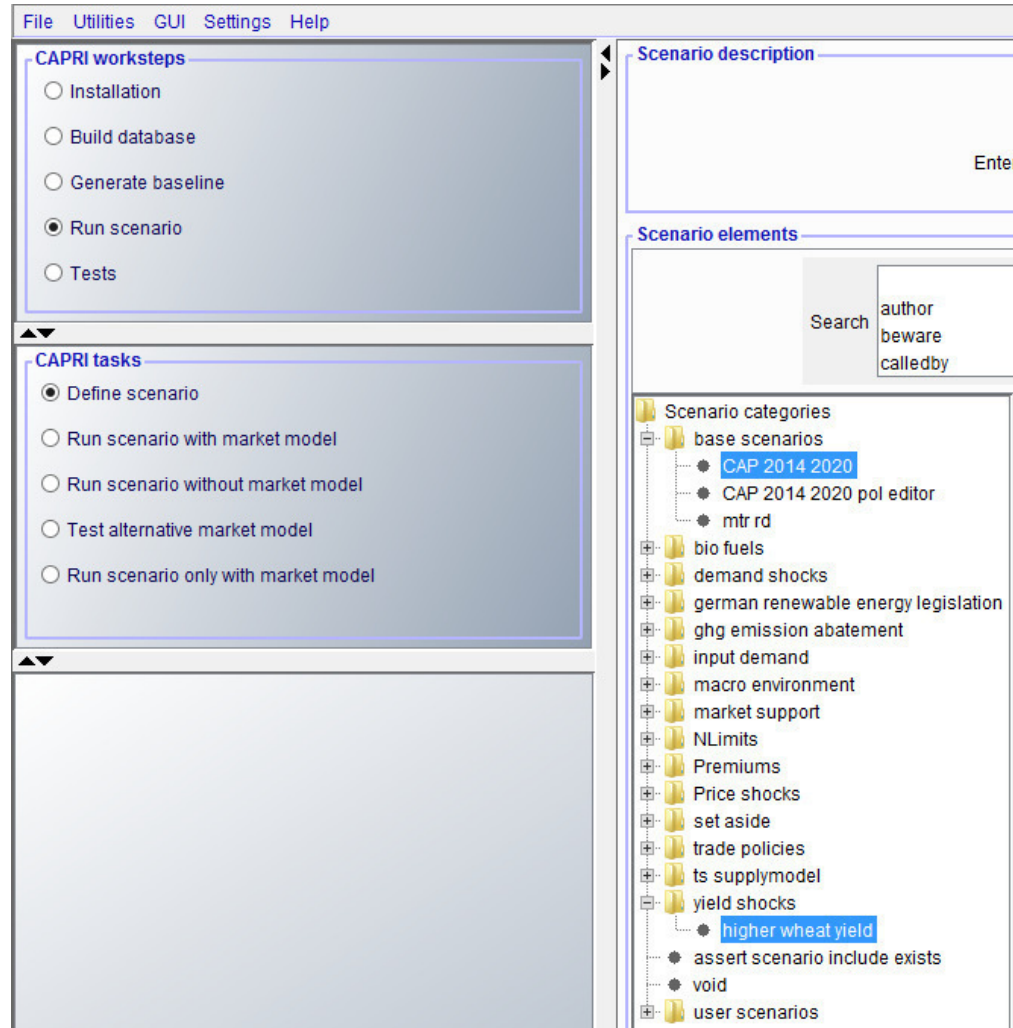 File Utilities GUI Settings Help
CAPRI worksteps
Installation
Build database
Generate baseline
Run scenario
Tests
CAPRI tasks
Define scenario
Run scenario with market model
Run scenario without market model
Test alternative market model
Run scenario only with market model
Scenario description
Enter
Scenario elements
Search
author
beware
calledby
Scenario categories
base scenarios
CAP 2014 2020
CAP 2014 2020 pol editor
mtr rd
bio fuels
demand shocks
german renewable energy legislation
ghg emission abatement
input demand
macro environment
market support
NLimits
Premiums
Price shocks
set aside
trade policies
ts supplymodel
yield shocks
higher wheat yield
assert scenario include exists
void
user scenarios